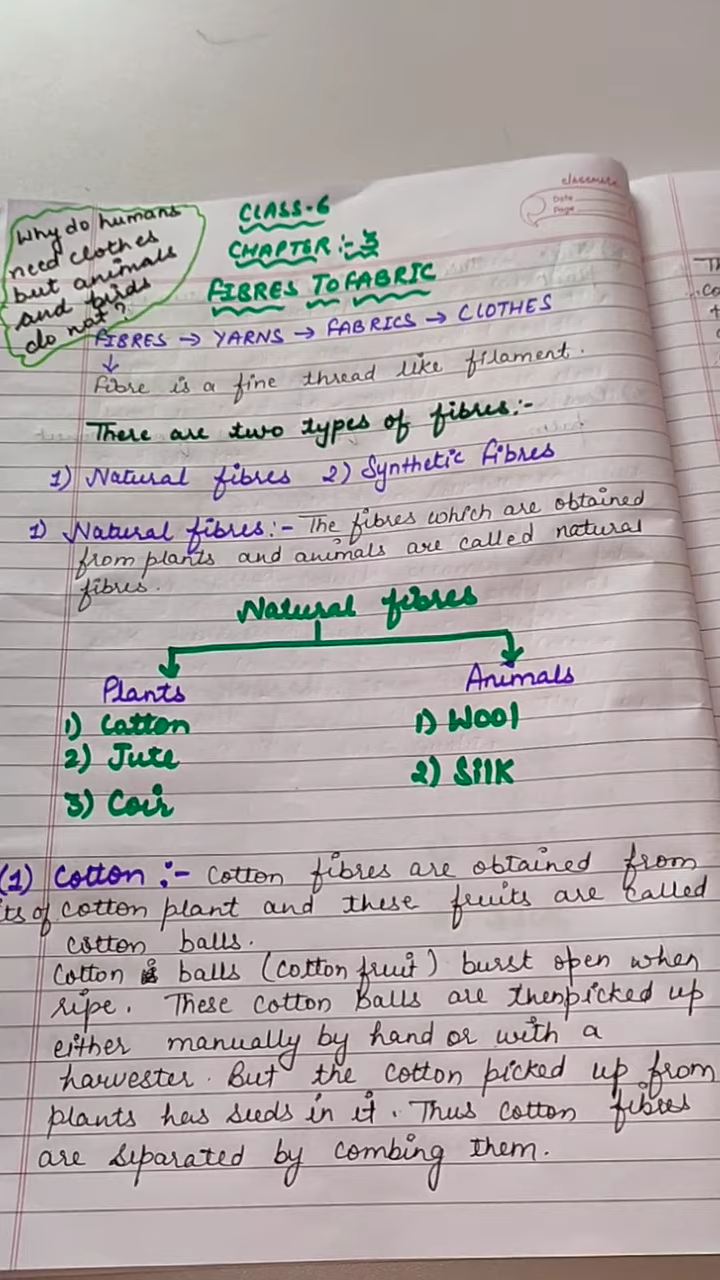 classmate
Date
Page
Why do humans
need clothes
but animals
and birds
do not?
CLASS-6
CHAPTER :- 3
FIBRES TO FABRIC
FIBRES → YARNS → FABRICS → CLOTHES
↓
Fibre is a fine thread like filament.
There are two types of fibres:-
1) Natural fibres 2) Synthetic Fibres
1) Natural fibres:- The fibres which are obtained
from plants and animals are called natural
fibres.
Natural fibres
Plants
1) Cotton
2) Jute
3) Coir
Animals
1) Wool
2) Silk
(1) Cotton :- Cotton fibres are obtained from
ts of cotton plant and these fruits are called
cotton balls.
Cotton balls (cotton fruit) burst open when
ripe. These cotton Balls are then picked up
either manually by hand or with a
harvester. But the cotton picked up from
plants has seeds in it. Thus cotton fibres
are separated by combing them.